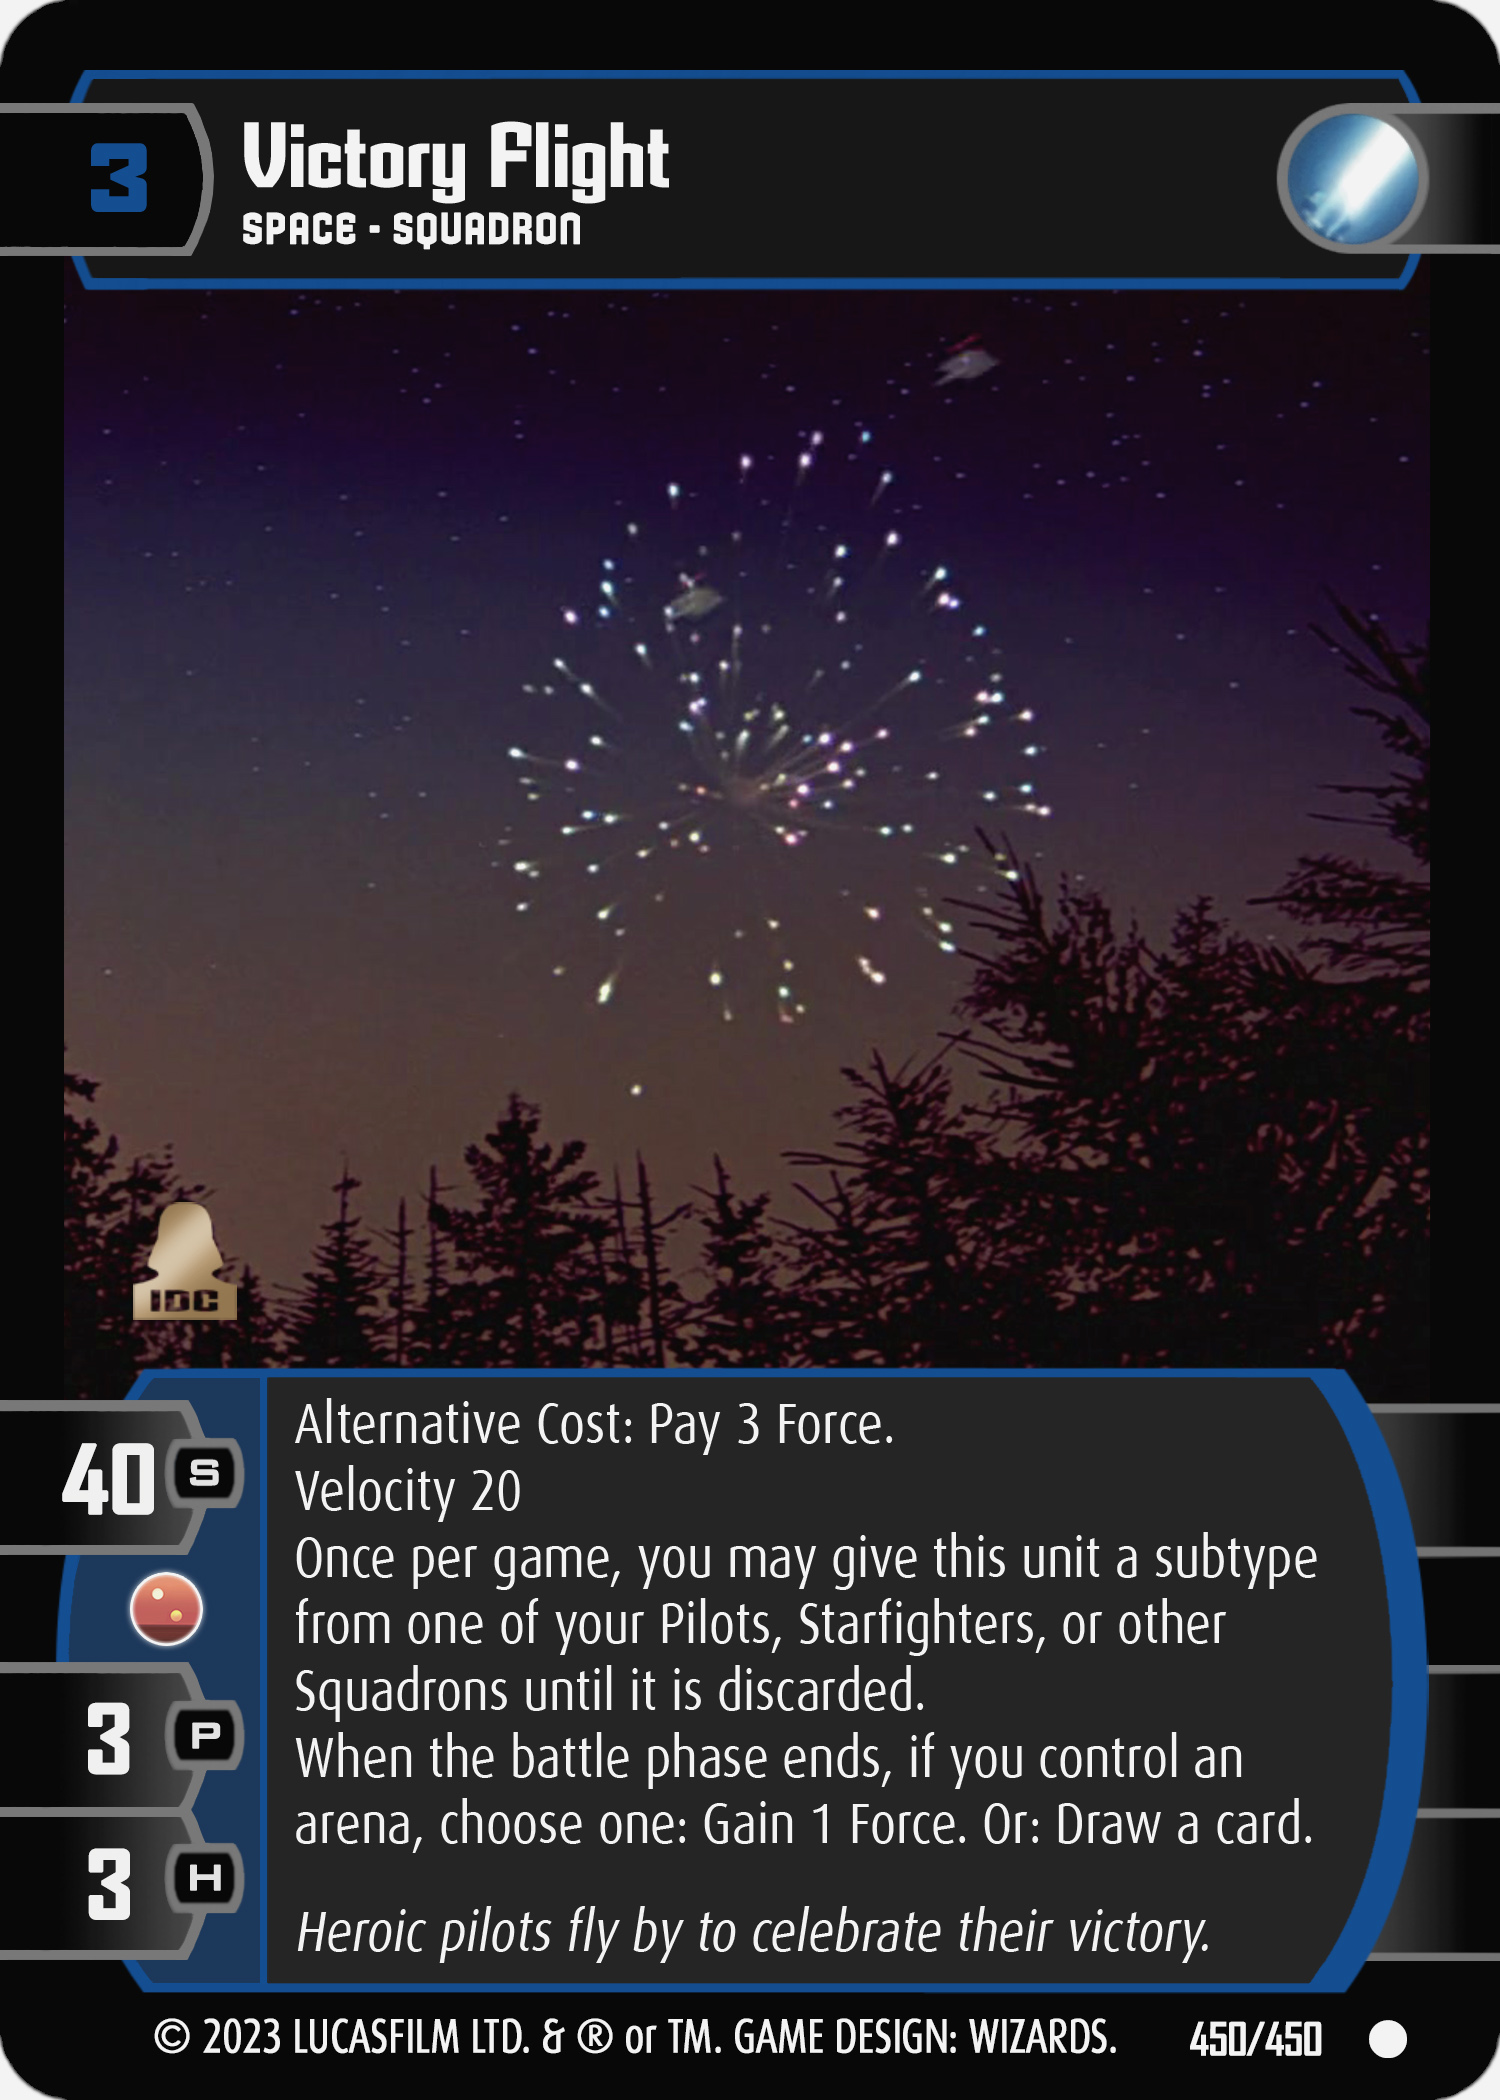 3
Victory Flight
SPACE - SQUADRON
IDC
40 S
3 P
3 H
Alternative Cost: Pay 3 Force.
Velocity 20
Once per game, you may give this unit a subtype
from one of your Pilots, Starfighters, or other
Squadrons until it is discarded.
When the battle phase ends, if you control an
arena, choose one: Gain 1 Force. Or: Draw a card.
Heroic pilots fly by to celebrate their victory.
© 2023 LUCASFILM LTD. & ® or TM. GAME DESIGN: WIZARDS. 450/450